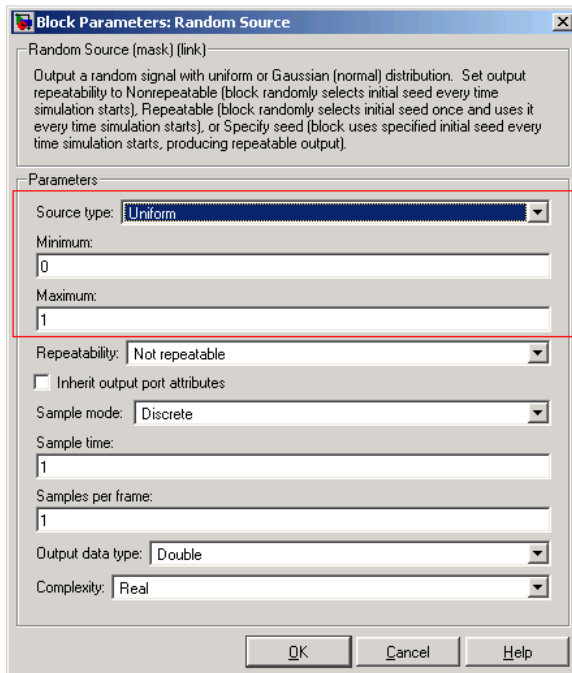 Block Parameters: Random Source
Random Source (mask) (link)
Output a random signal with uniform or Gaussian (normal) distribution. Set output
repeatability to Nonrepeatable (block randomly selects initial seed every time
simulation starts), Repeatable (block randomly selects initial seed once and uses it
every time simulation starts), or Specify seed (block uses specified initial seed every
time simulation starts, producing repeatable output).
Parameters
Source type: Uniform
Minimum:
0
Maximum:
1
Repeatability: Not repeatable
Inherit output port attributes
Sample mode: Discrete
Sample time:
1
Samples per frame:
1
Output data type: Double
Complexity: Real
OK Cancel Help